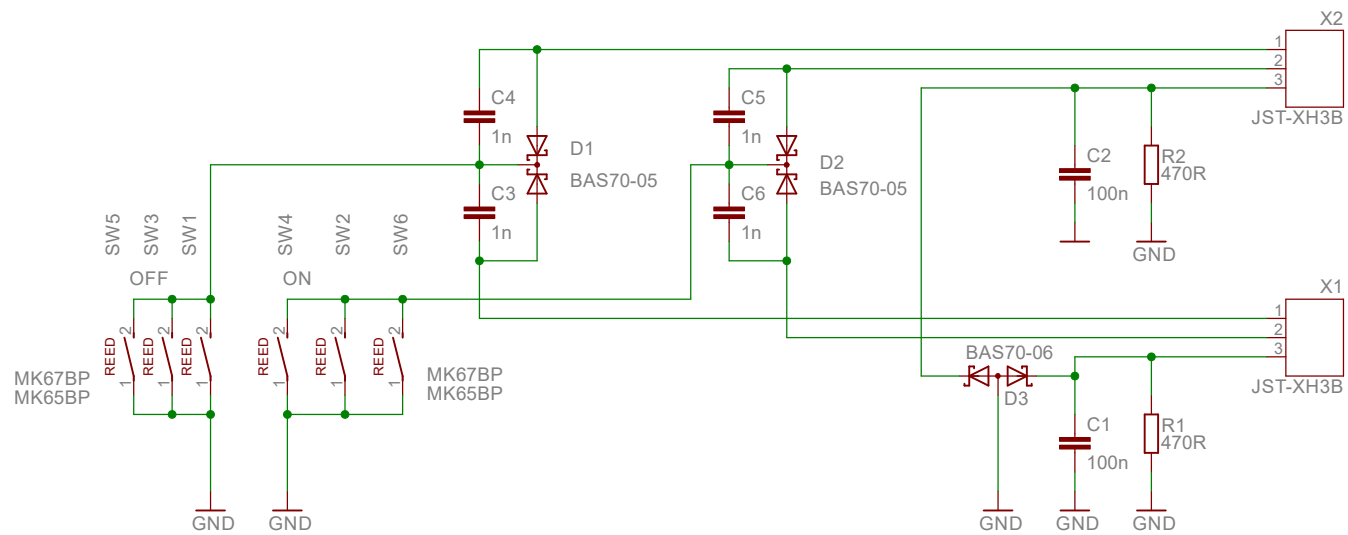 X2
1
2
3
JST-XH3B
C4
1n
D1
BAS70-05
C3
1n
C5
1n
D2
BAS70-05
C6
1n
C2
100n
R2
470R
GND
SW5
SW3
SW1
SW4
SW2
SW6
OFF
ON
REED
2
1
REED
2
1
REED
2
1
REED
2
1
REED
2
1
REED
2
1
MK67BP
MK65BP
MK67BP
MK65BP
X1
1
2
3
JST-XH3B
BAS70-06
D3
C1
100n
R1
470R
GND
GND
GND
GND
GND